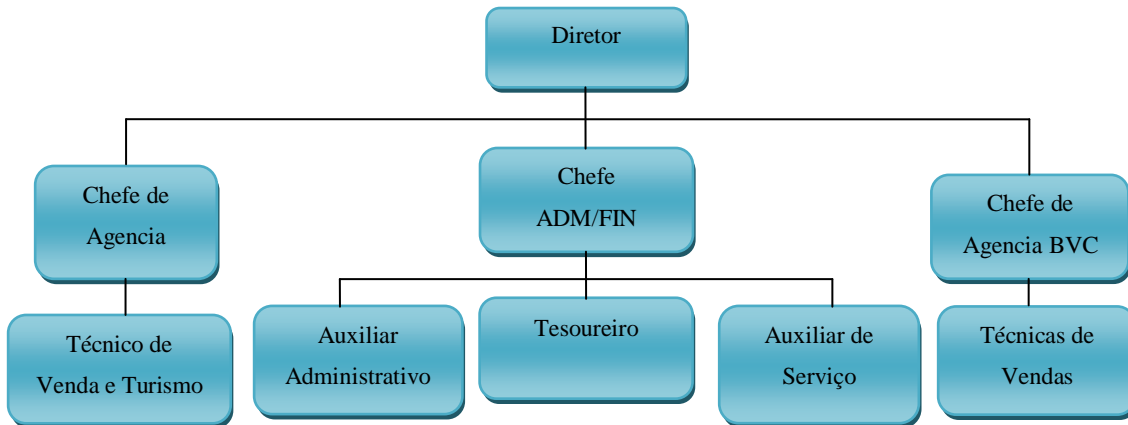 Diretor
Chefe de
Agencia
Chefe
ADM/FIN
Chefe de
Agencia BVC
Técnico de
Venda e Turismo
Auxiliar
Administrativo
Tesoureiro
Auxiliar de
Serviço
Técnicas de
Vendas